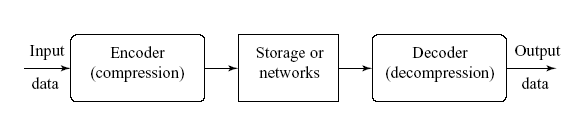 Input
data
Encoder
(compression)
Storage or
networks
Decoder
(decompression)
Output
data